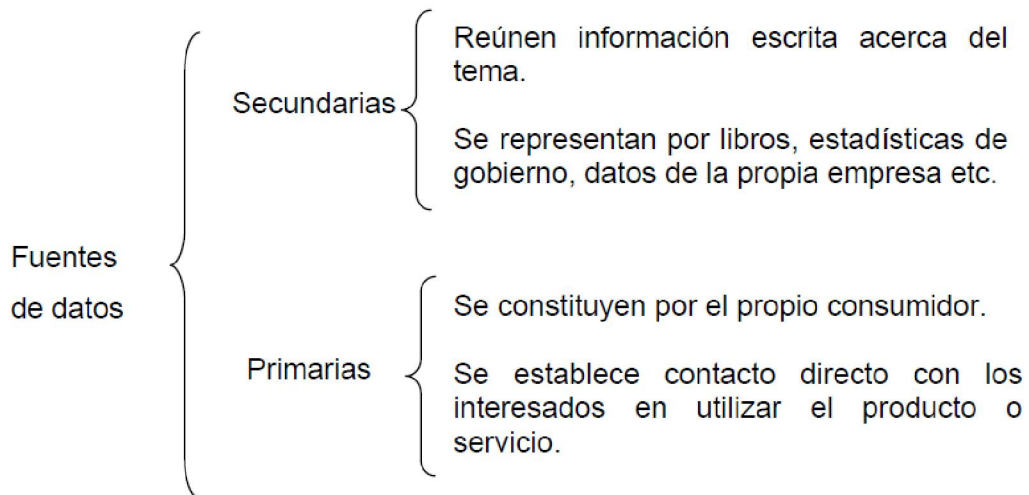 Fuentes
de datos
Secundarias
Reúnen información escrita acerca del
tema.
Se representan por libros, estadísticas de
gobierno, datos de la propia empresa etc.
Primarias
Se constituyen por el propio consumidor.
Se establece contacto directo con los
interesados en utilizar el producto o
servicio.